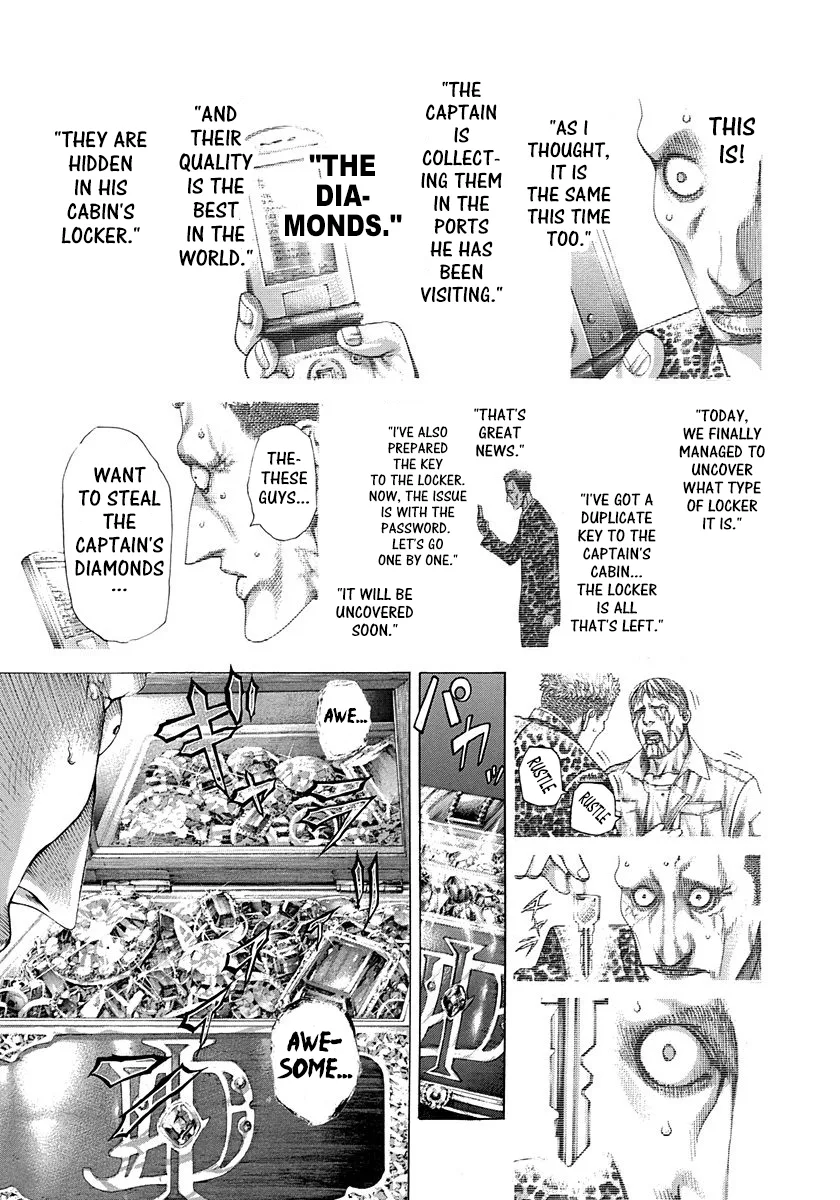 THIS
IS!
"AS I
THOUGHT,
IT IS
THE SAME
THIS TIME
TOO."
"THE
CAPTAIN
IS
COLLECT-
ING THEM
IN THE
PORTS
HE HAS
BEEN
VISITING."
"THE
DIA-
MONDS."
"AND
THEIR
QUALITY
IS THE
BEST
IN THE
WORLD."
"THEY ARE
HIDDEN
IN HIS
CABIN'S
LOCKER."
"TODAY,
WE FINALLY
MANAGED TO
UNCOVER
WHAT TYPE
OF LOCKER
IT IS."
"I'VE GOT A
DUPLICATE
KEY TO THE
CAPTAIN'S
CABIN...
THE LOCKER
IS ALL
THAT'S LEFT."
"THAT'S
GREAT
NEWS."
"I'VE ALSO
PREPARED
THE KEY
TO THE LOCKER.
NOW, THE ISSUE
IS WITH THE
PASSWORD.
LET'S GO
ONE BY ONE."
"IT WILL BE
UNCOVERED
SOON."
THE-
THESE
GUYS...
WANT
TO STEAL
THE
CAPTAIN'S
DIAMONDS
...
RUSTLE
RUSTLE
パカッ
AWE...
AWE-
SOME...